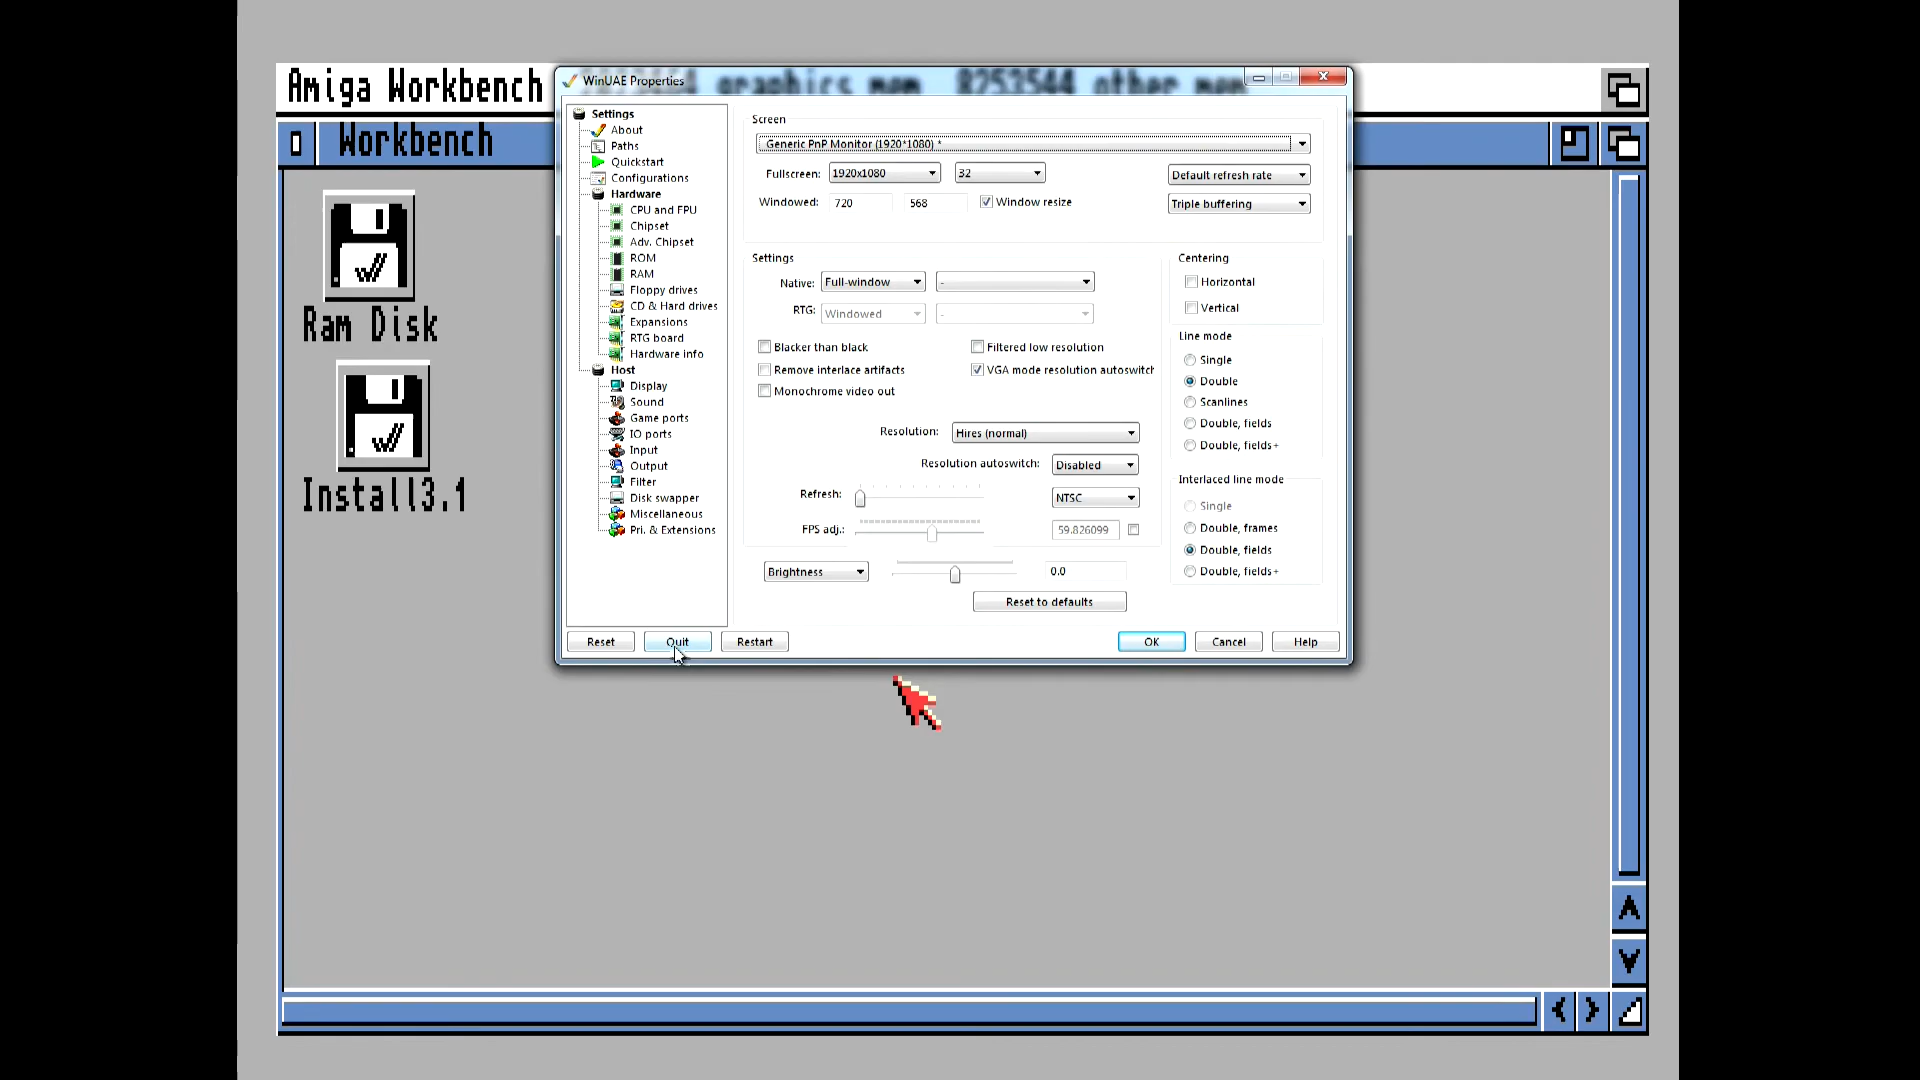 Amiga Workbench graphics mem 8253544 other mem
WinUAE Properties
Workbench
Ram Disk
Install3.1
Settings
About
Paths
Quickstart
Configurations
Hardware
CPU and FPU
Chipset
Adv. Chipset
ROM
RAM
Floppy drives
CD & Hard drives
Expansions
RTG board
Hardware info
Host
Display
Sound
Game ports
IO ports
Input
Output
Filter
Disk swapper
Miscellaneous
Pri. & Extensions
Screen
Generic PnP Monitor (1920*1080) *
Fullscreen: 1920x1080 32 Default refresh rate
Windowed: 720 568 Window resize Triple buffering
Settings
Native: Full-window -
RTG: Windowed -
Blacker than black Filtered low resolution
Remove interlace artifacts VGA mode resolution autoswitch
Monochrome video out
Resolution: Hires (normal)
Resolution autoswitch: Disabled
Refresh: NTSC
FPS adj.: 59.826099
Brightness 0.0
Reset to defaults
Centering
Horizontal
Vertical
Line mode
Single
Double
Scanlines
Double, fields
Double, fields+
Interlaced line mode
Single
Double, frames
Double, fields
Double, fields+
Reset Quit Restart OK Cancel Help